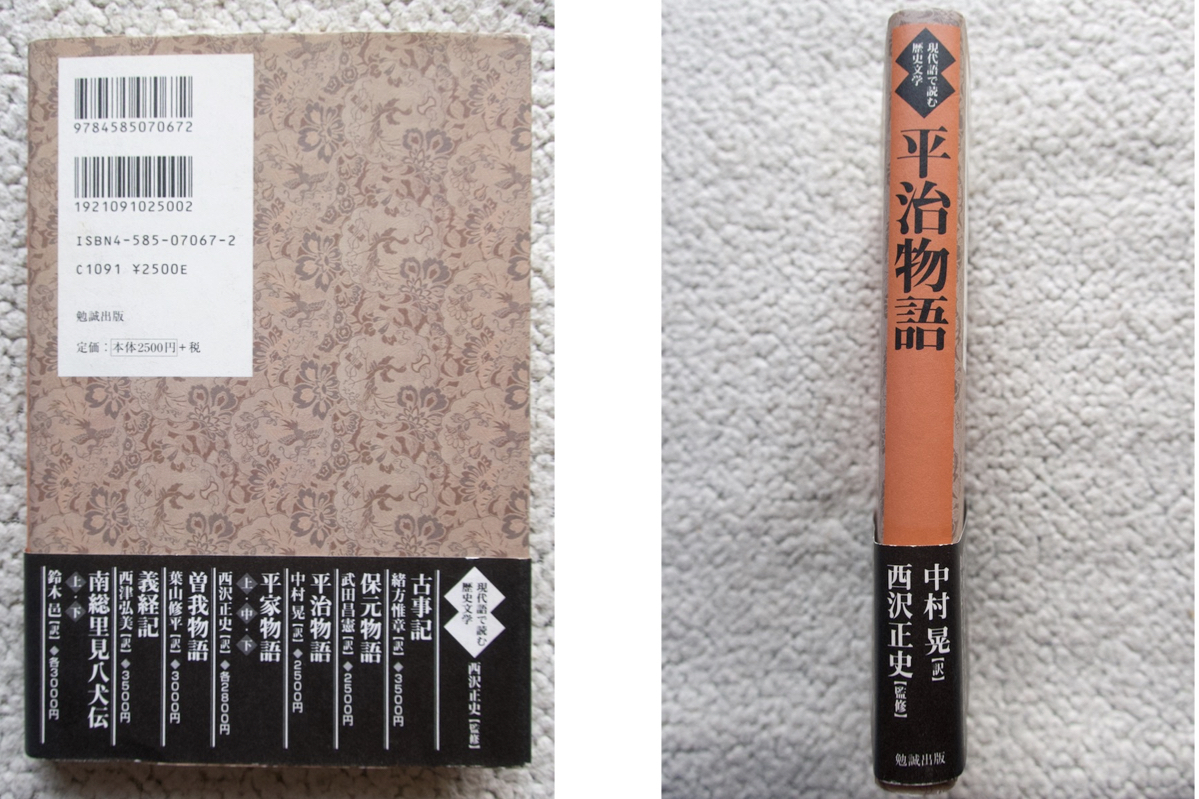 9784585070672
1921091025002
ISBN4-585-07067-2
C1091 ¥2500E
勉誠出版
定価：本体2500円+税
現代語で読む
歴史文学
西沢正史【監修】
古事記
緒方惟章【訳】◆3500円
保元物語
武田昌憲【訳】◆2500円
平治物語
中村 晃【訳】◆2500円
平家物語
上・中・下
西沢正史【訳】◆各2800円
曽我物語
葉山修平【訳】◆3000円
義経記
西津弘美【訳】◆3500円
南総里見八犬伝
上・下
鈴木 邑【訳】◆各3000円
現代語で読む
歴史文学
平治物語
中村 晃【訳】
西沢正史【監修】
勉誠出版